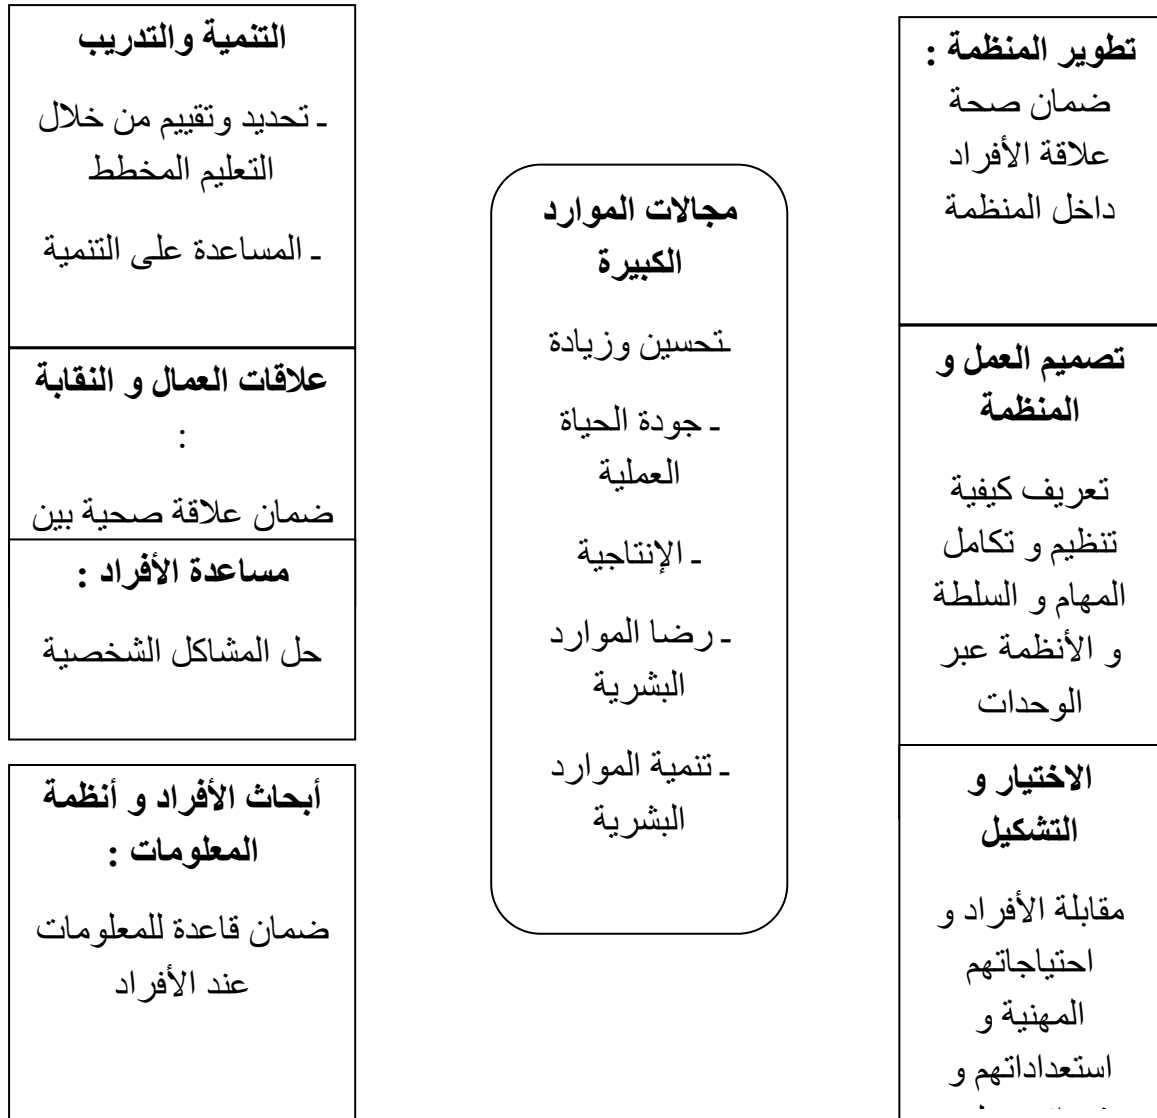 تطوير المنظمة :
ضمان صحة
علاقة الأفراد
داخل المنظمة
تصميم العمل و
المنظمة
تعريف كيفية
تنظيم و تكامل
المهام و السلطة
و الأنظمة عبر
الوحدات
الاختيار و
التشكيل
مقابلة الأفراد و
احتياجاتهم
المهنية و
استعداداتهم و
مجالات الموارد
الكبيرة
ـتحسين وزيادة
ـ جودة الحياة
العملية
ـ الإنتاجية
ـ رضا الموارد
البشرية
ـ تنمية الموارد
البشرية
التنمية والتدريب
ـ تحديد وتقييم من خلال
التعليم المخطط
ـ المساعدة على التنمية
علاقات العمال و النقابة
:
ضمان علاقة صحية بين
مساعدة الأفراد :
حل المشاكل الشخصية
أبحاث الأفراد و أنظمة
المعلومات :
ضمان قاعدة للمعلومات
عند الأفراد